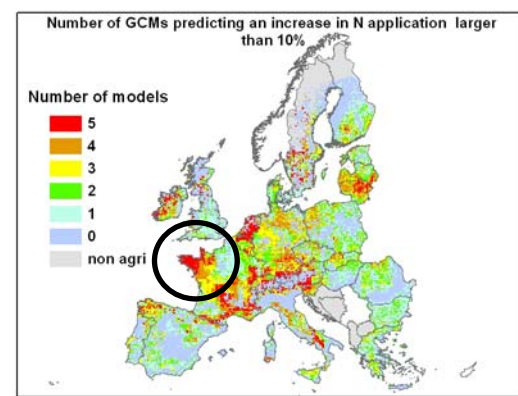 Number of GCMs predicting an increase in N application larger
than 10%
Number of models
5
4
3
2
1
0
non agri